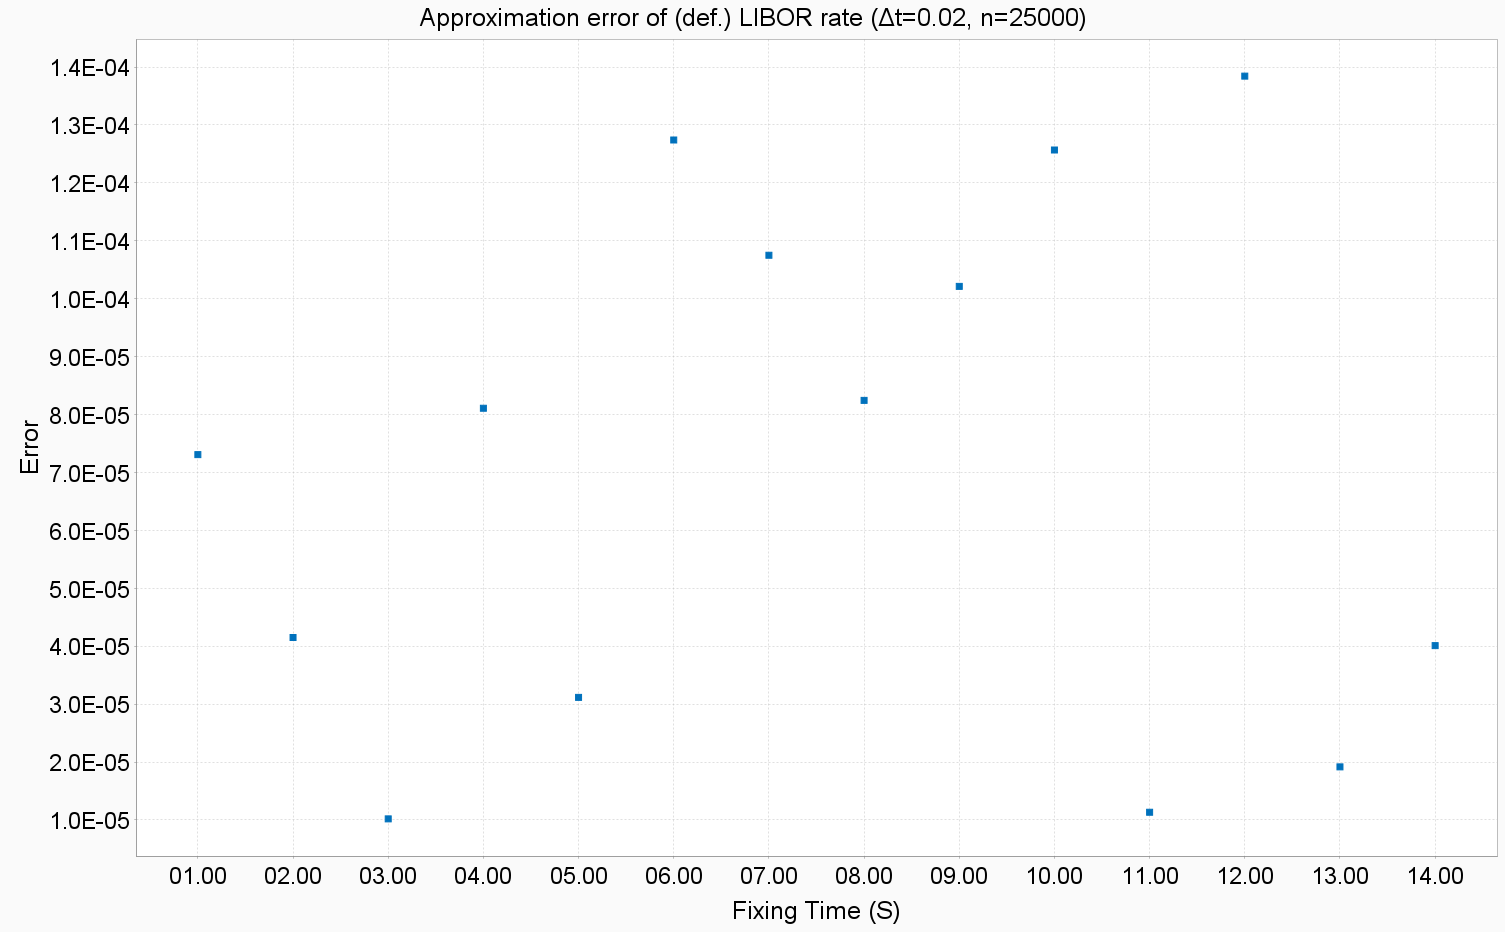 Approximation error of (def.) LIBOR rate (Δt=0.02, n=25000)
1.4E-04
1.3E-04
1.2E-04
1.1E-04
1.0E-04
9.0E-05
8.0E-05
7.0E-05
6.0E-05
5.0E-05
4.0E-05
3.0E-05
2.0E-05
1.0E-05
Error
01.00 02.00 03.00 04.00 05.00 06.00 07.00 08.00 09.00 10.00 11.00 12.00 13.00 14.00
Fixing Time (S)